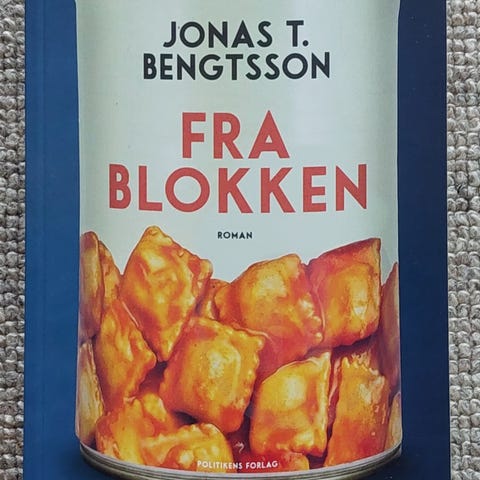 JONAS T.
BENGTSSON
FRA
BLOKKEN
ROMAN
POLITIKENS FORLAG